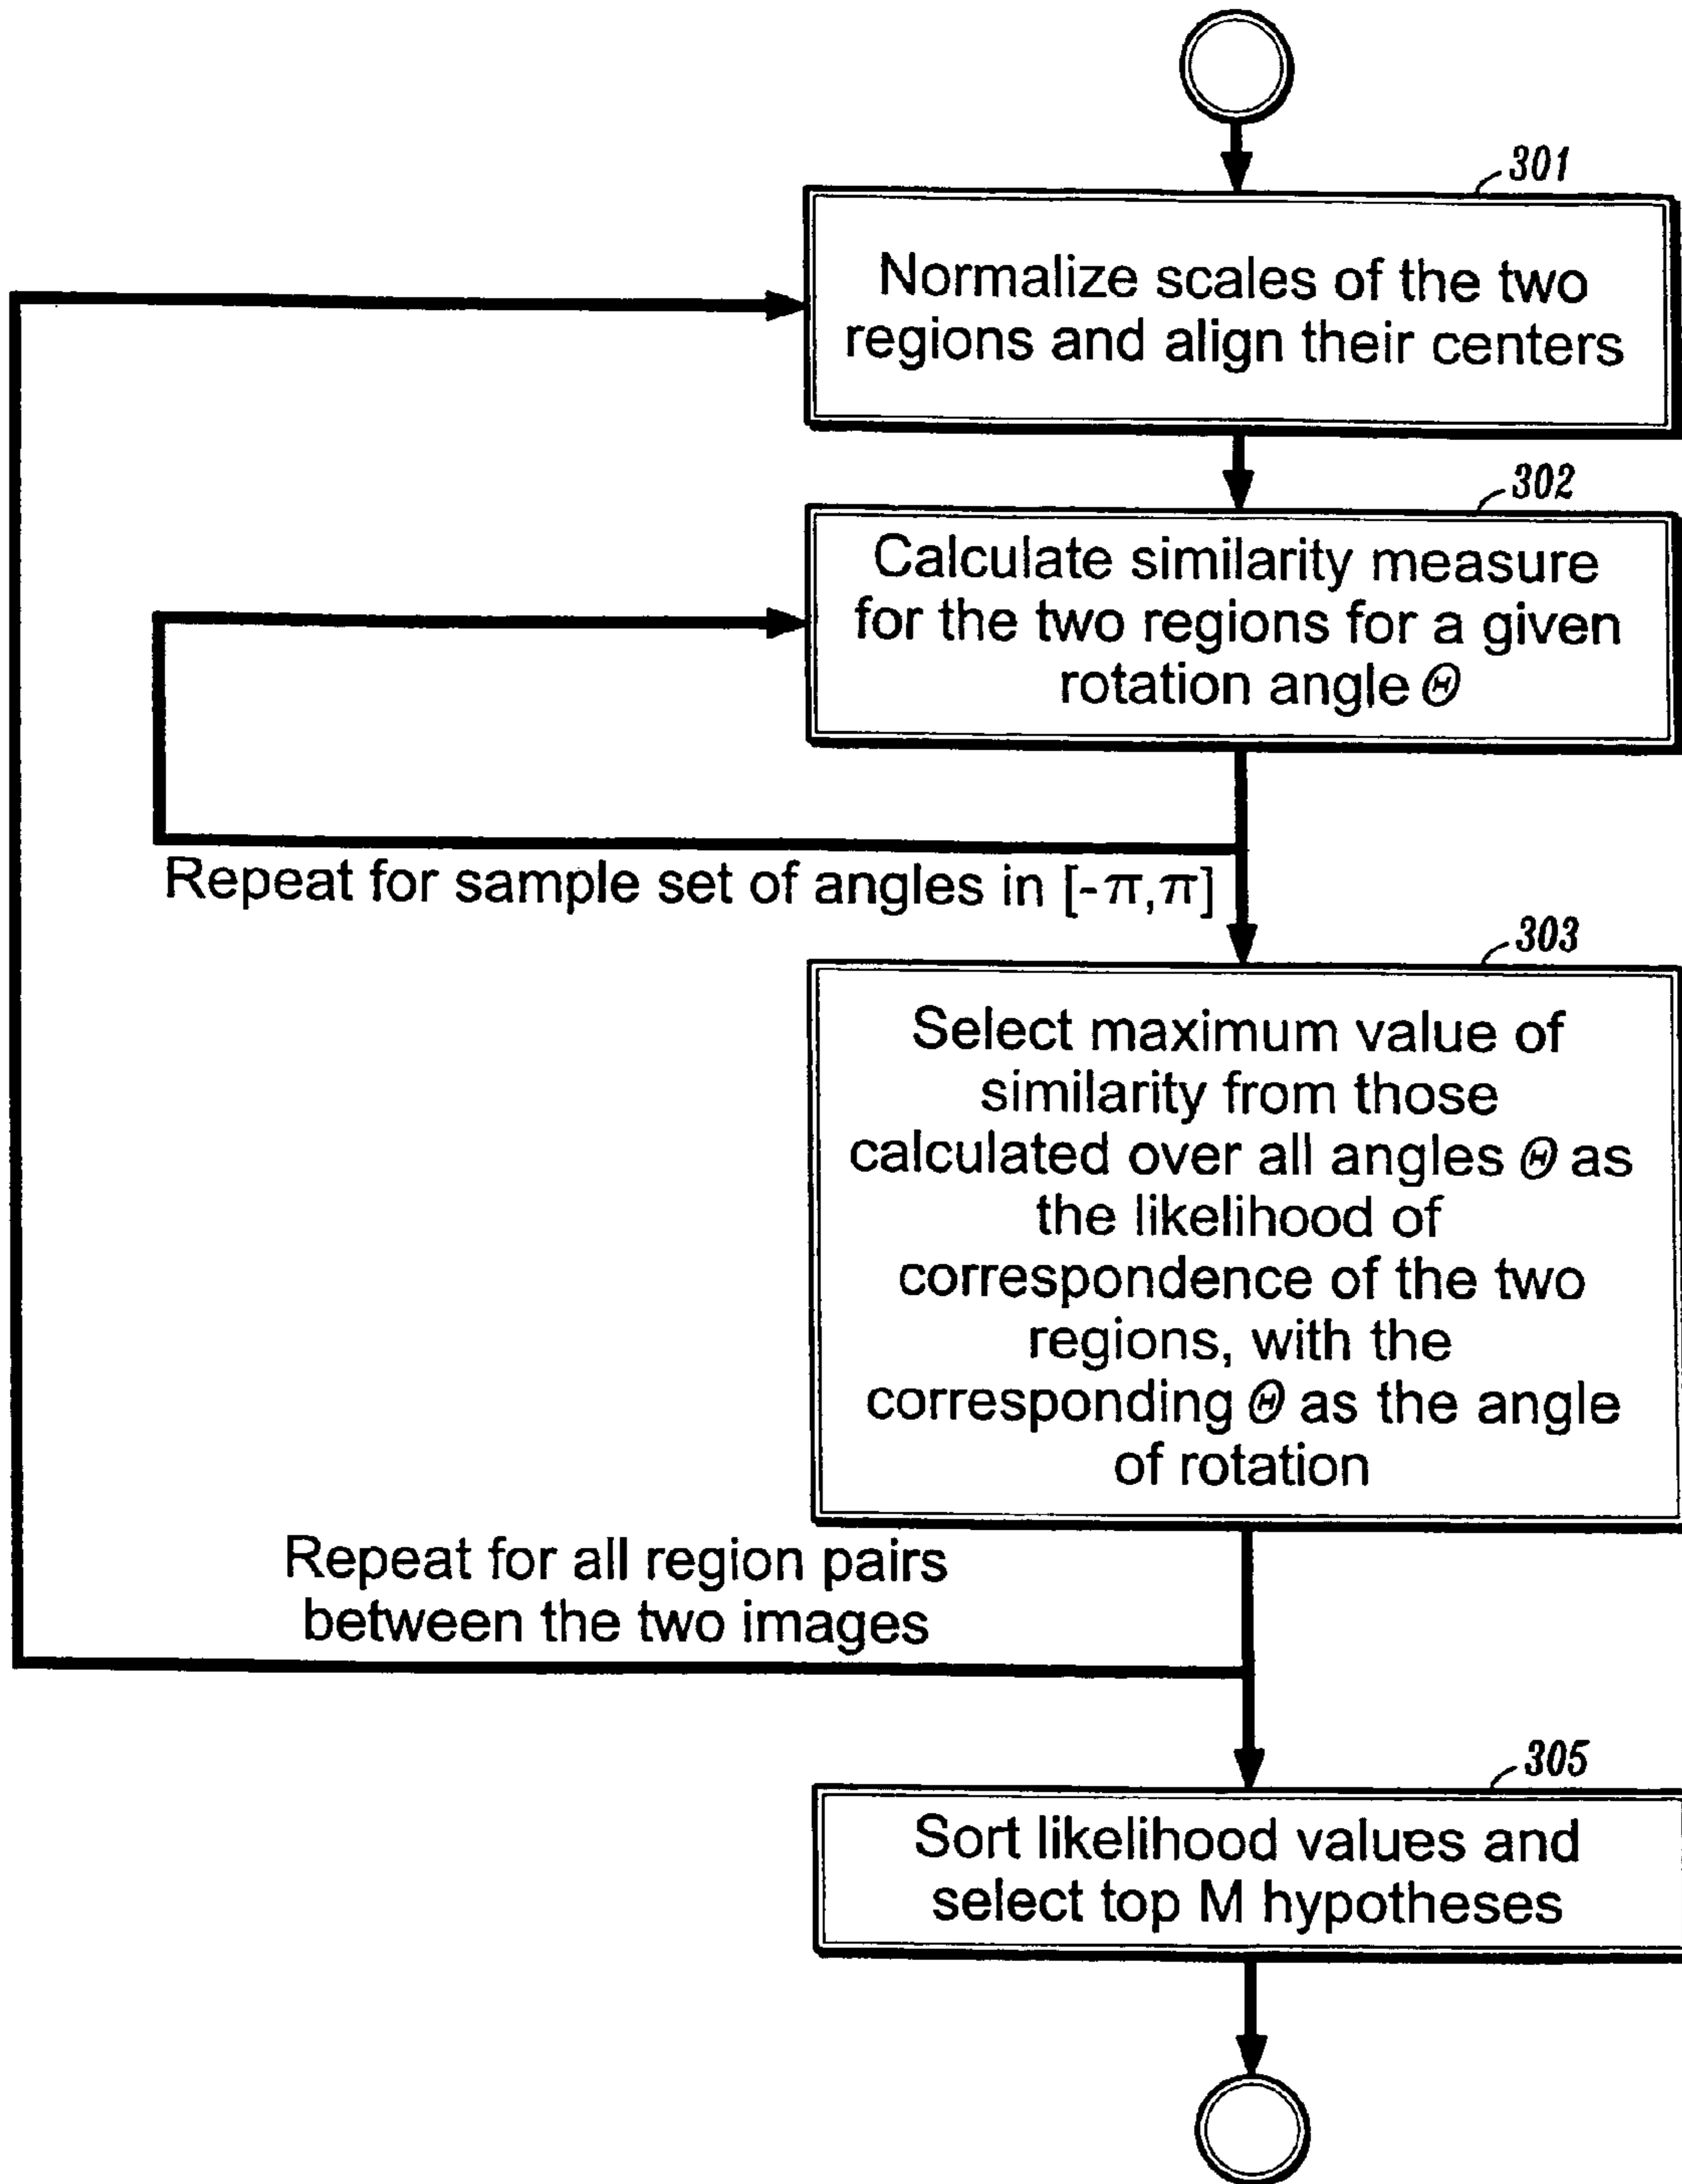 301
Normalize scales of the two
regions and align their centers
302
Calculate similarity measure
for the two regions for a given
rotation angle Θ
Repeat for sample set of angles in [-π,π]
303
Select maximum value of
similarity from those
calculated over all angles Θ as
the likelihood of
correspondence of the two
regions, with the
corresponding Θ as the angle
of rotation
Repeat for all region pairs
between the two images
305
Sort likelihood values and
select top M hypotheses